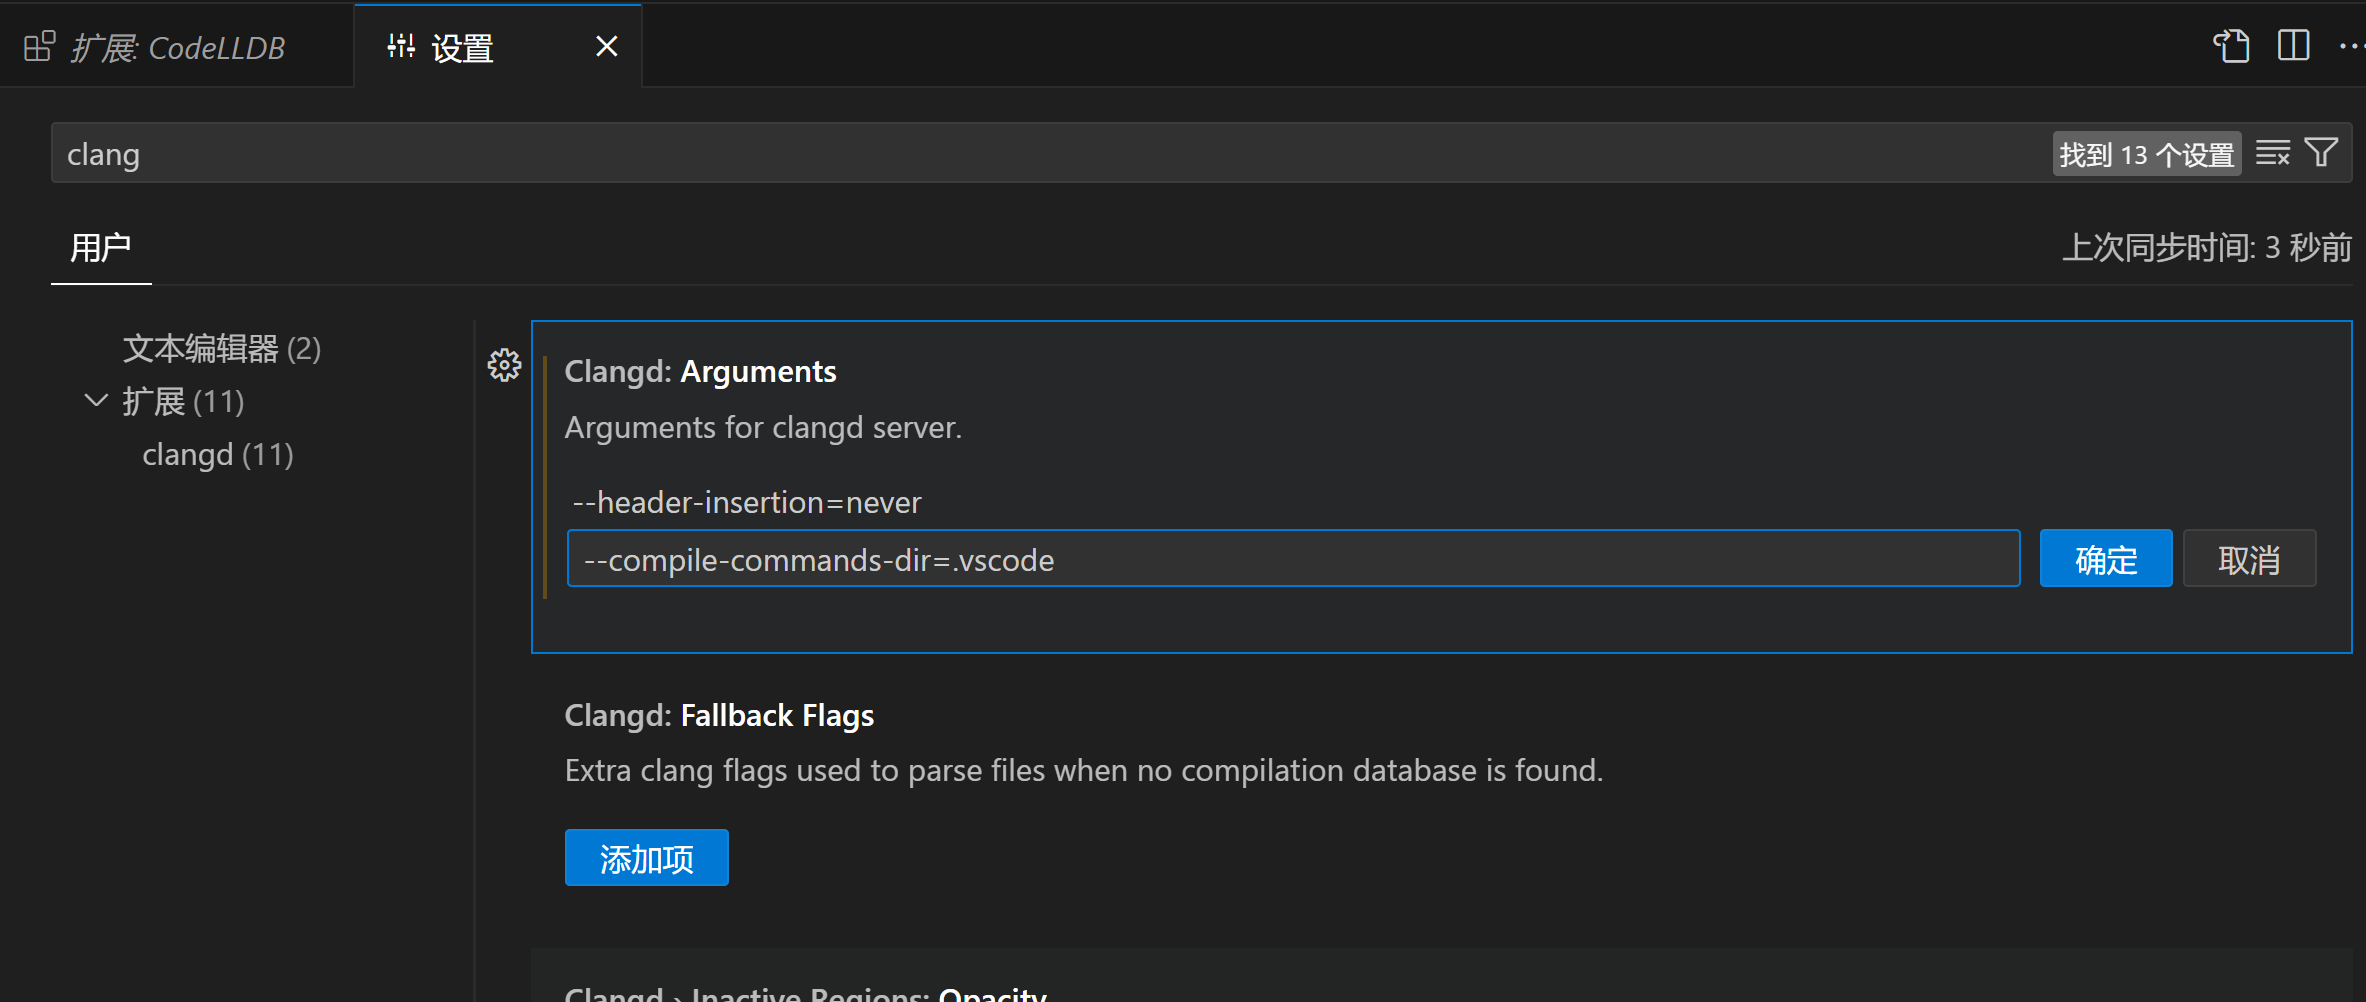 扩展: CodeLLDB
设置
clang
找到 13 个设置
用户
上次同步时间: 3 秒前
文本编辑器 (2)
扩展 (11)
clangd (11)
Clangd: Arguments
Arguments for clangd server.
--header-insertion=never
--compile-commands-dir=.vscode
确定
取消
Clangd: Fallback Flags
Extra clang flags used to parse files when no compilation database is found.
添加项
Clangd › Inactive Regions: Opacity